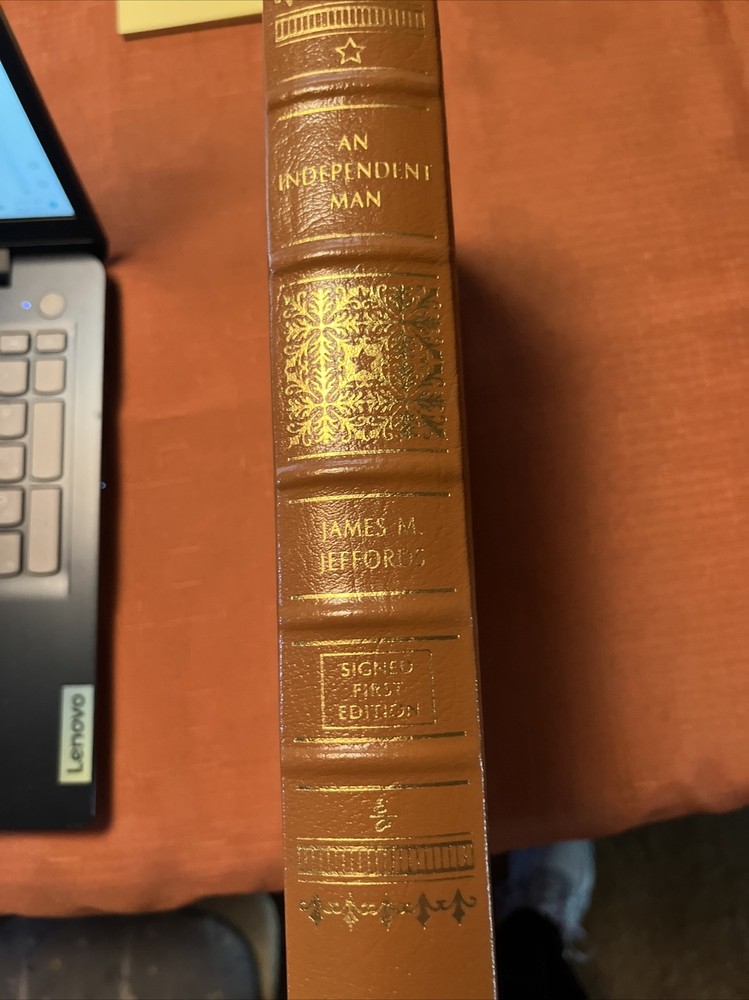 AN
INDEPENDENT
MAN
JAMES M.
JEFFORDS
SIGNED
FIRST
EDITION
Lenovo